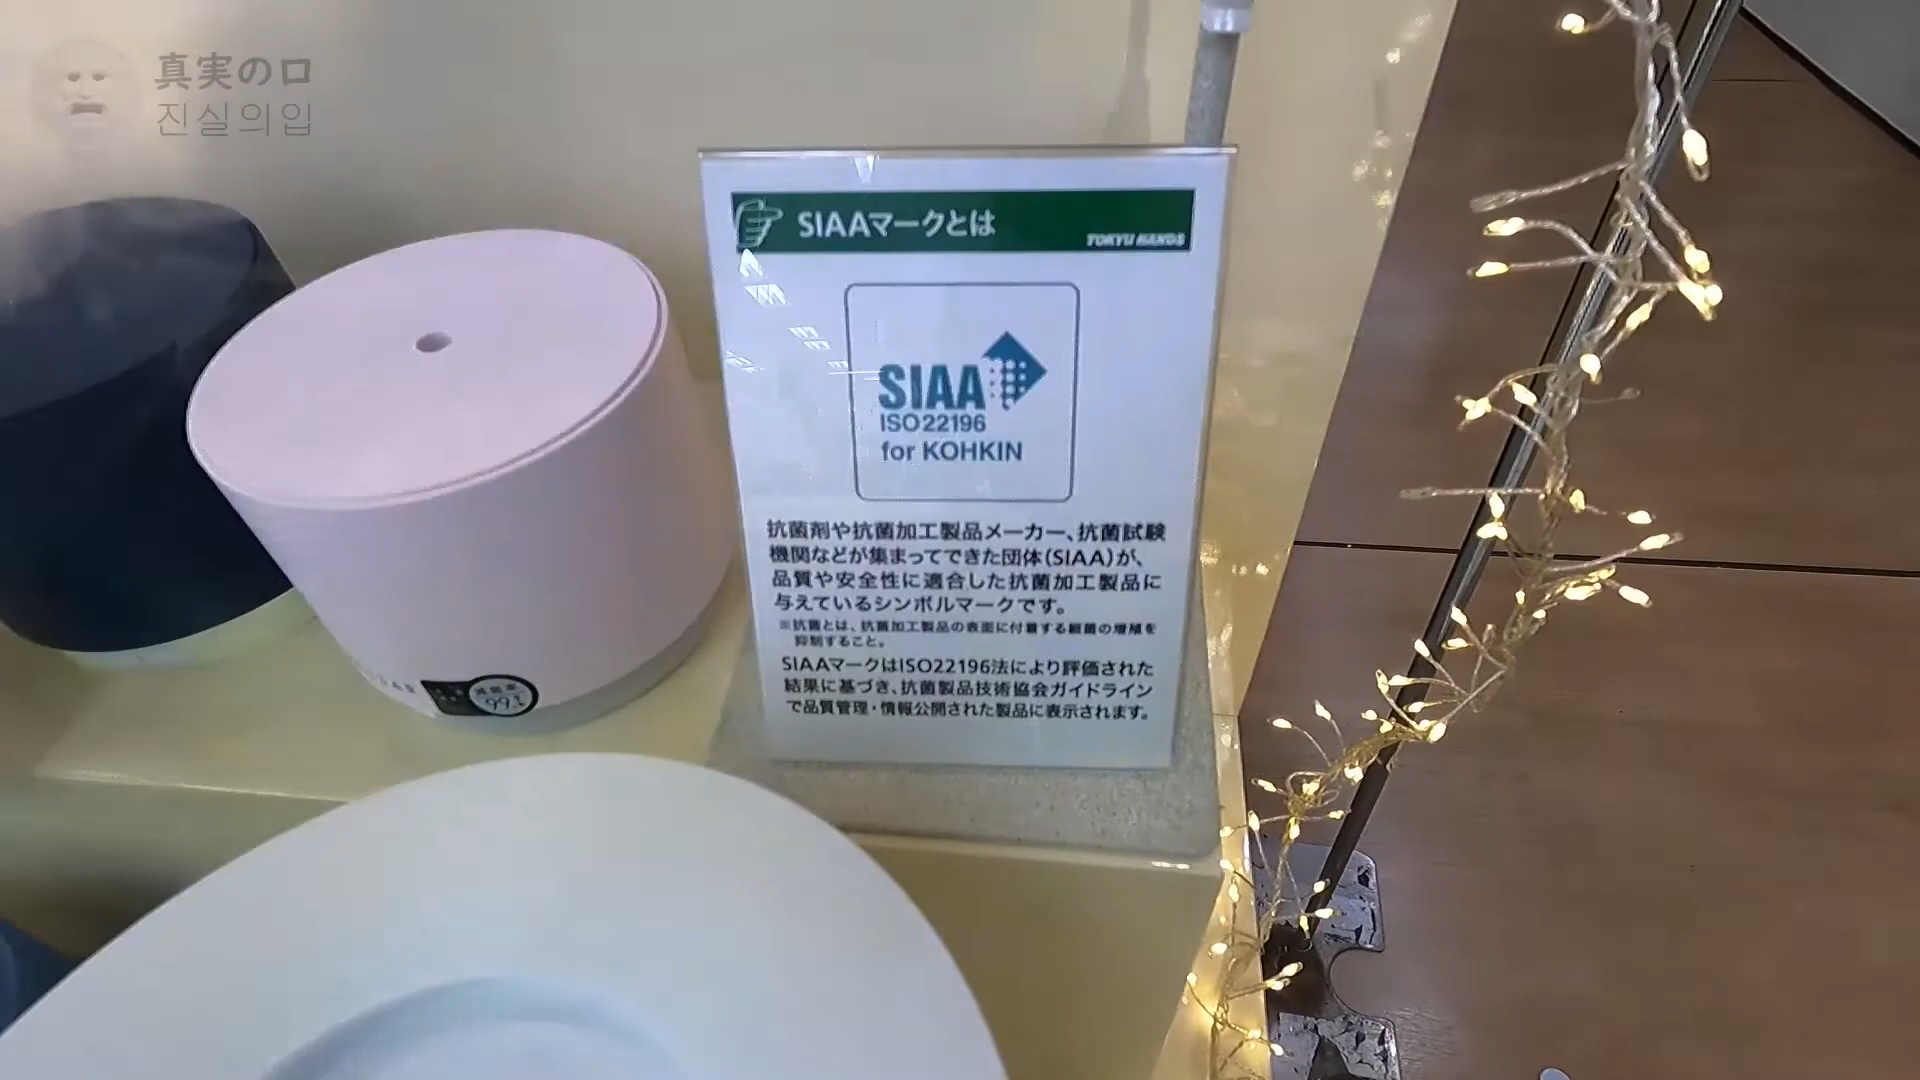 真実の口
진실의입
SIAAマークとは
TOKYU HANDS
SIAA
ISO22196
for KOHKIN
抗菌剤や抗菌加工製品メーカー、抗菌試験
機関などが集まってできた団体(SIAA)が、
品質や安全性に適合した抗菌加工製品に
与えているシンボルマークです。
※抗菌とは、抗菌加工製品の表面に付着する細菌の増殖を
抑制すること。
SIAAマークはISO22196法により評価された
結果に基づき、抗菌製品技術協会ガイドライン
で品質管理・情報公開された製品に表示されます。